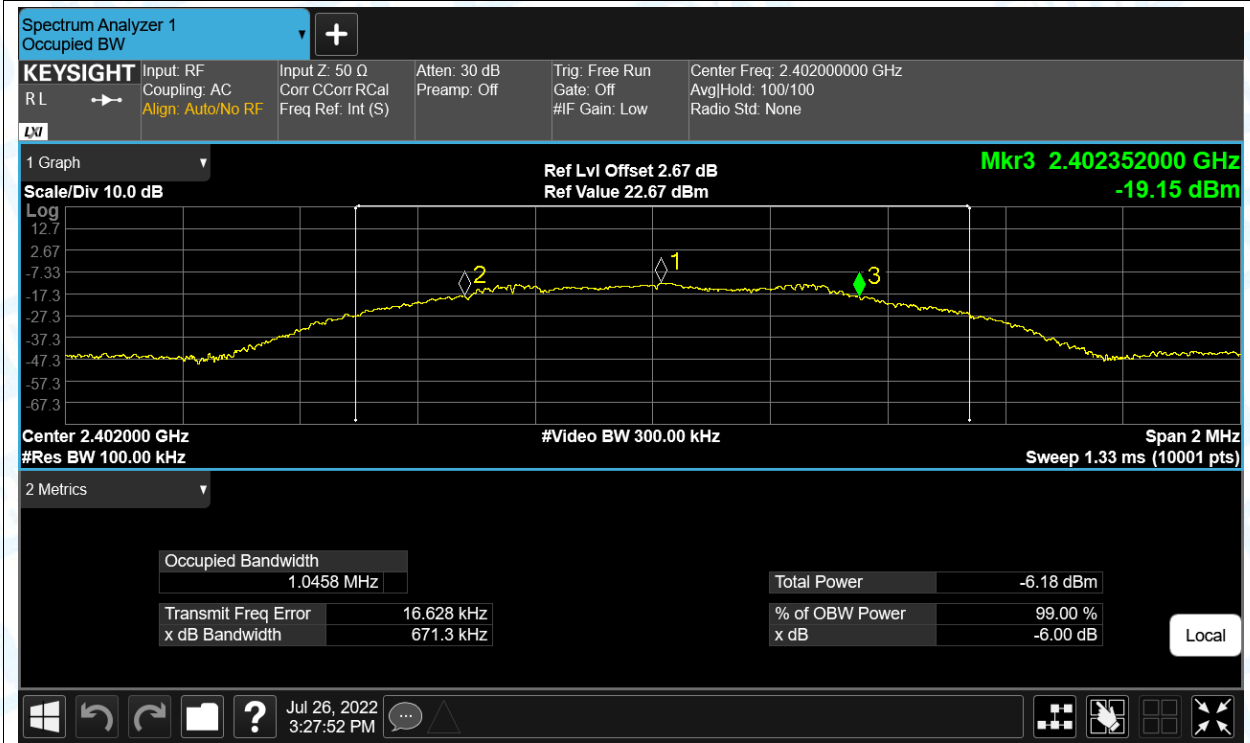 Spectrum Analyzer 1
Occupied BW
+
KEYSIGHT
R L
LXI
Input: RF
Coupling: AC
Align: Auto/No RF
Input Z: 50 Ω
Corr CCorr RCal
Freq Ref: Int (S)
Atten: 30 dB
Preamp: Off
Trig: Free Run
Gate: Off
#IF Gain: Low
Center Freq: 2.402000000 GHz
Avg|Hold: 100/100
Radio Std: None
1 Graph
Scale/Div 10.0 dB
Ref Lvl Offset 2.67 dB
Ref Value 22.67 dBm
Mkr3 2.402352000 GHz
-19.15 dBm
Log
12.7
2.67
-7.33
-17.3
-27.3
-37.3
-47.3
-57.3
-67.3
2
1
3
Center 2.402000 GHz
#Video BW 300.00 kHz
Span 2 MHz
#Res BW 100.00 kHz
Sweep 1.33 ms (10001 pts)
2 Metrics
Occupied Bandwidth
1.0458 MHz
Total Power -6.18 dBm
Transmit Freq Error 16.628 kHz
% of OBW Power 99.00 %
x dB Bandwidth 671.3 kHz
x dB -6.00 dB
Local
?
Jul 26, 2022
3:27:52 PM